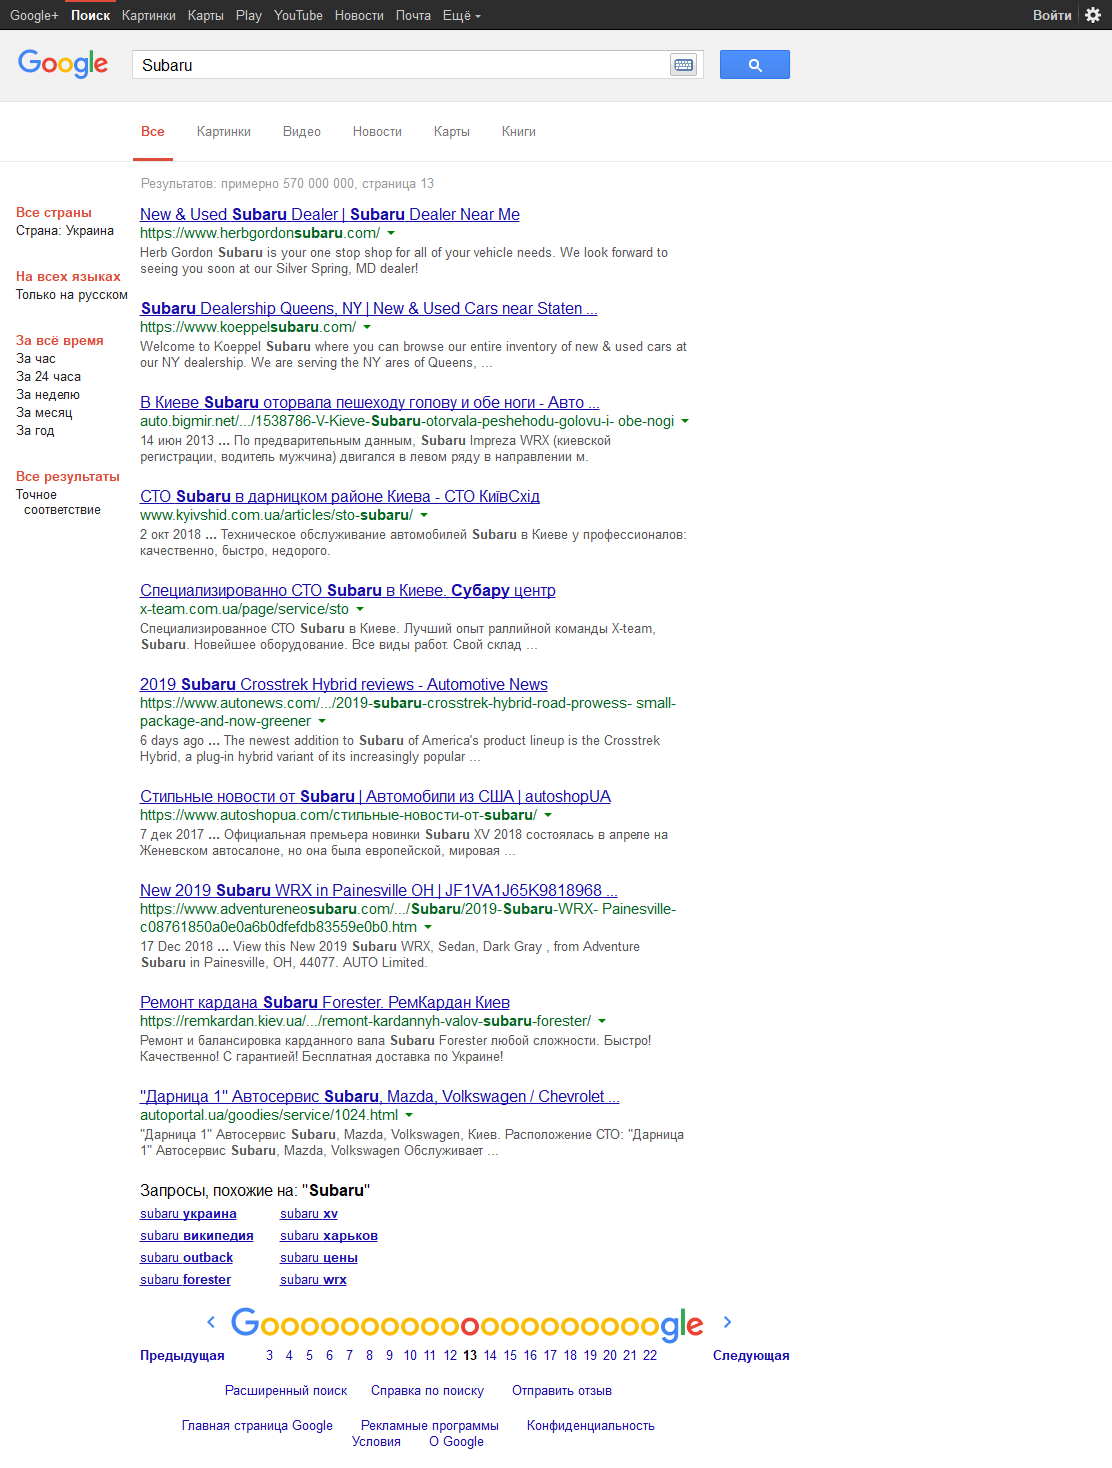 Google+ Поиск Картинки Карты Play YouTube Новости Почта Ещё Войти
Google Subaru
Все Картинки Видео Новости Карты Книги
Результатов: примерно 570 000 000, страница 13
Все страны
Страна: Украина
На всех языках
Только на русском
За всё время
За час
За 24 часа
За неделю
За месяц
За год
Все результаты
Точное
соответствие
New & Used Subaru Dealer | Subaru Dealer Near Me
https://www.herbgordonsubaru.com/
Herb Gordon Subaru is your one stop shop for all of your vehicle needs. We look forward to
seeing you soon at our Silver Spring, MD dealer!
Subaru Dealership Queens, NY | New & Used Cars near Staten ...
https://www.koeppelsubaru.com/
Welcome to Koeppel Subaru where you can browse our entire inventory of new & used cars at
our NY dealership. We are serving the NY ares of Queens, ...
В Киеве Subaru оторвала пешеходу голову и обе ноги - Авто ...
auto.bigmir.net/.../1538786-V-Kieve-Subaru-otorvala-peshehodu-golovu-i- obe-nogi
14 июн 2013 ... По предварительным данным, Subaru Impreza WRX (киевской
регистрации, водитель мужчина) двигался в левом ряду в направлении м.
СТО Subaru в дарницком районе Киева - СТО КиївСхід
www.kyivshid.com.ua/articles/sto-subaru/
2 окт 2018 ... Техническое обслуживание автомобилей Subaru в Киеве у профессионалов:
качественно, быстро, недорого.
Специализированно СТО Subaru в Киеве. Субару центр
x-team.com.ua/page/service/sto
Специализированное СТО Subaru в Киеве. Лучший опыт раллийной команды X-team,
Subaru. Новейшее оборудование. Все виды работ. Свой склад ...
2019 Subaru Crosstrek Hybrid reviews - Automotive News
https://www.autonews.com/.../2019-subaru-crosstrek-hybrid-road-prowess- small-
package-and-now-greener
6 days ago ... The newest addition to Subaru of America's product lineup is the Crosstrek
Hybrid, a plug-in hybrid variant of its increasingly popular ...
Стильные новости от Subaru | Автомобили из США | autoshopUA
https://www.autoshopua.com/стильные-новости-от-subaru/
7 дек 2017 ... Официальная премьера новинки Subaru XV 2018 состоялась в апреле на
Женевском автосалоне, но она была европейской, мировая ...
New 2019 Subaru WRX in Painesville OH | JF1VA1J65K9818968 ...
https://www.adventureneosubaru.com/.../Subaru/2019-Subaru-WRX- Painesville-
c08761850a0e0a6b0dfefdb83559e0b0.htm
17 Dec 2018 ... View this New 2019 Subaru WRX, Sedan, Dark Gray , from Adventure
Subaru in Painesville, OH, 44077. AUTO Limited.
Ремонт кардана Subaru Forester. РемКардан Киев
https://remkardan.kiev.ua/.../remont-kardannyh-valov-subaru-forester/
Ремонт и балансировка карданного вала Subaru Forester любой сложности. Быстро!
Качественно! С гарантией! Бесплатная доставка по Украине!
"Дарница 1" Автосервис Subaru, Mazda, Volkswagen / Chevrolet ...
autoportal.ua/goodies/service/1024.html
"Дарница 1" Автосервис Subaru, Mazda, Volkswagen, Киев. Расположение СТО: "Дарница
1" Автосервис Subaru, Mazda, Volkswagen Обслуживает ...
Запросы, похожие на: "Subaru"
subaru украина subaru xv
subaru википедия subaru харьков
subaru outback subaru цены
subaru forester subaru wrx
Goooooooooooooooooooogle
Предыдущая 3 4 5 6 7 8 9 10 11 12 13 14 15 16 17 18 19 20 21 22 Следующая
Расширенный поиск Справка по поиску Отправить отзыв
Главная страница Google Рекламные программы Конфиденциальность
Условия О Google